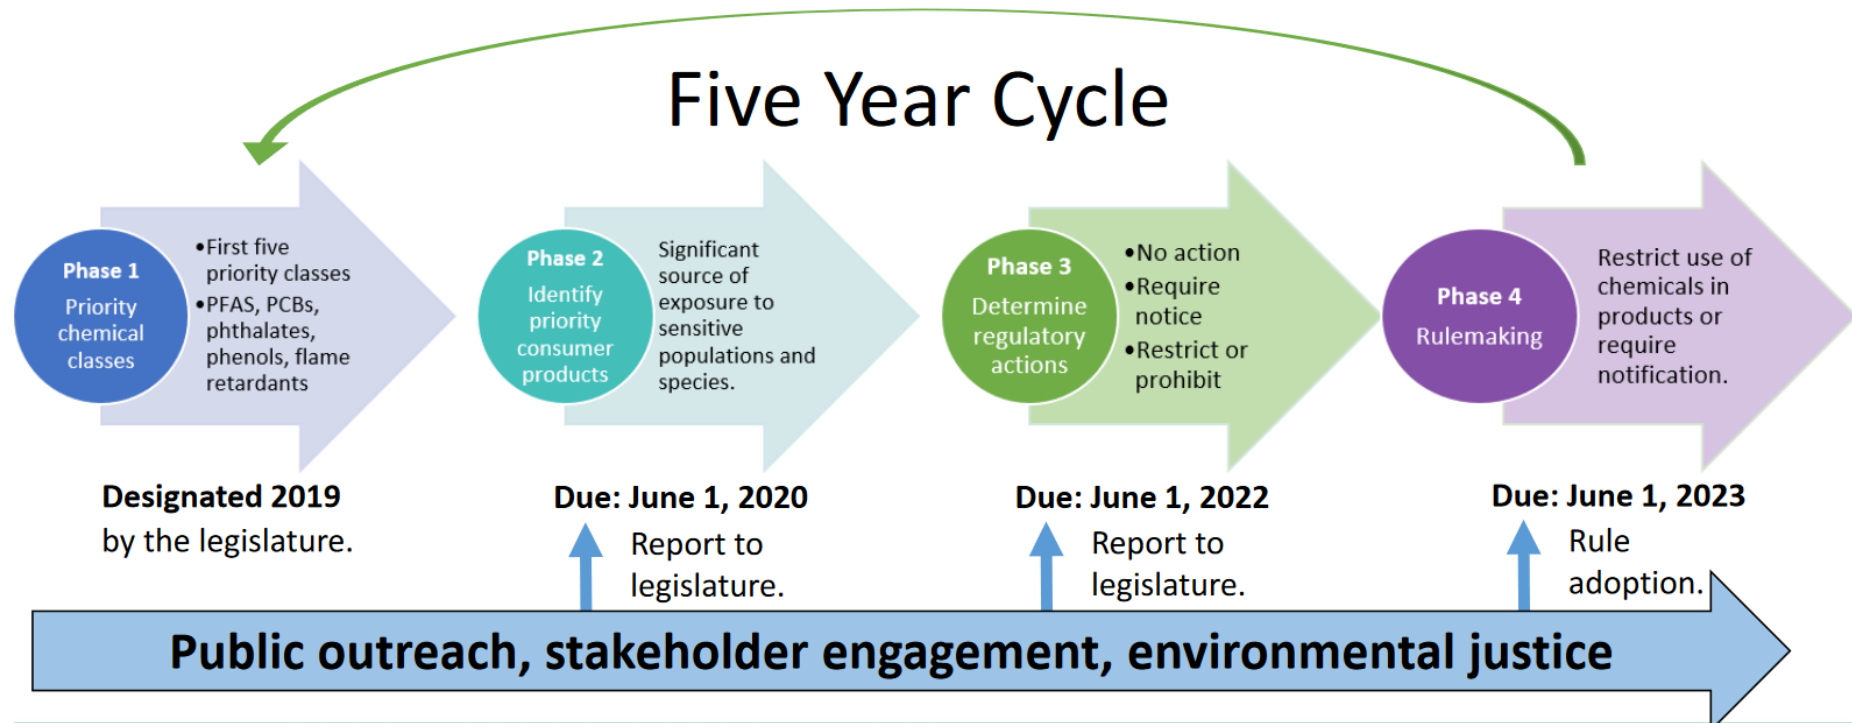 Five Year Cycle
Phase 1
Priority
chemical
classes
•First five
priority classes
•PFAS, PCBs,
phthalates,
phenols, flame
retardants
Designated 2019
by the legislature.
Phase 2
Identify
priority
consumer
products
Significant
source of
exposure to
sensitive
populations and
species.
Due: June 1, 2020
Report to
legislature.
Phase 3
Determine
regulatory
actions
•No action
•Require
notice
•Restrict or
prohibit
Due: June 1, 2022
Report to
legislature.
Phase 4
Rulemaking
Restrict use of
chemicals in
products or
require
notification.
Due: June 1, 2023
Rule
adoption.
Public outreach, stakeholder engagement, environmental justice